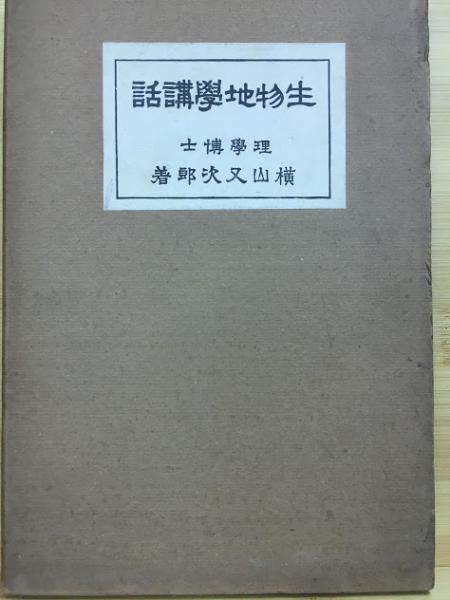 生物地學講話
理學博士
横山又次郎著